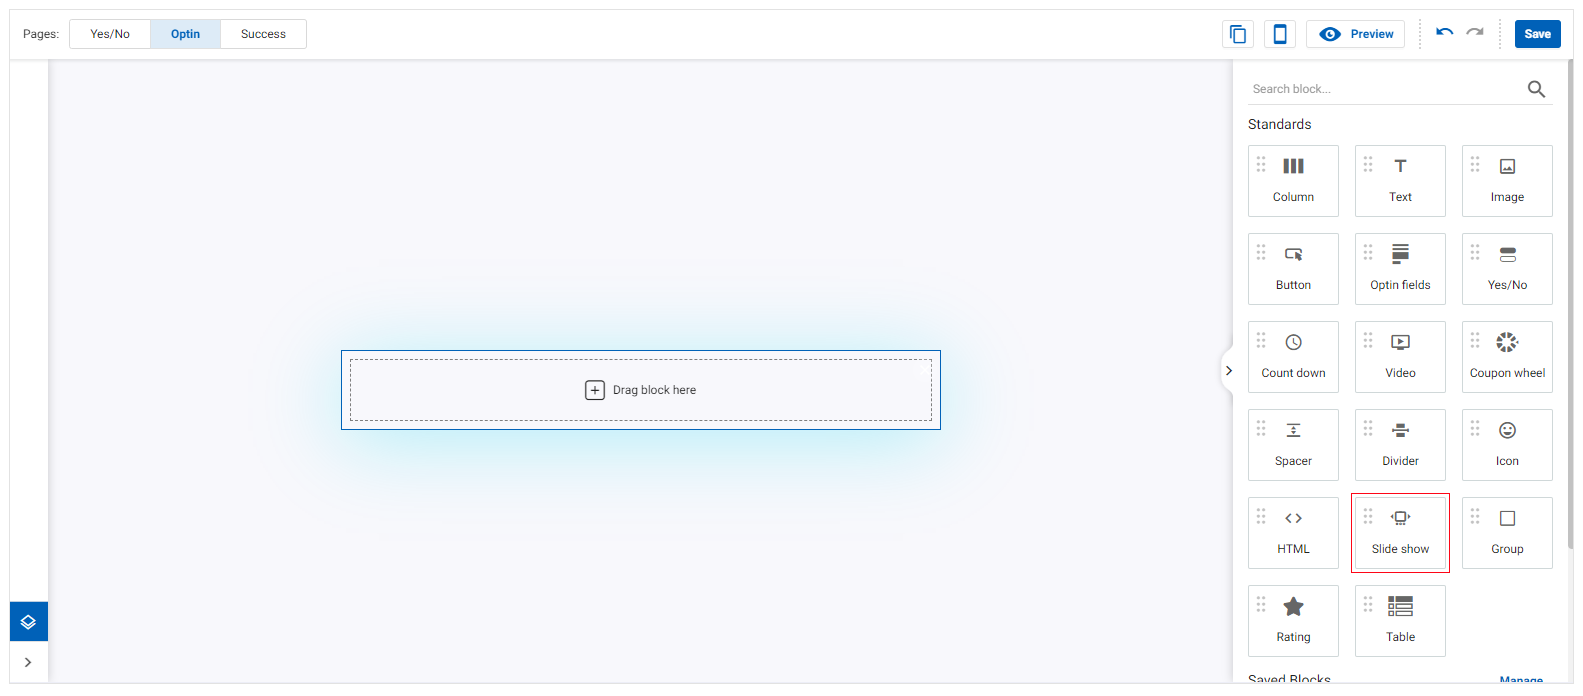 Pages: Yes/No Optin Success Preview Save
Search block...
Standards
Column Text Image
Button Optin fields Yes/No
Count down Video Coupon wheel
Drag block here
Spacer Divider Icon
HTML Slide show Group
Rating Table
Saved Blocks Manage